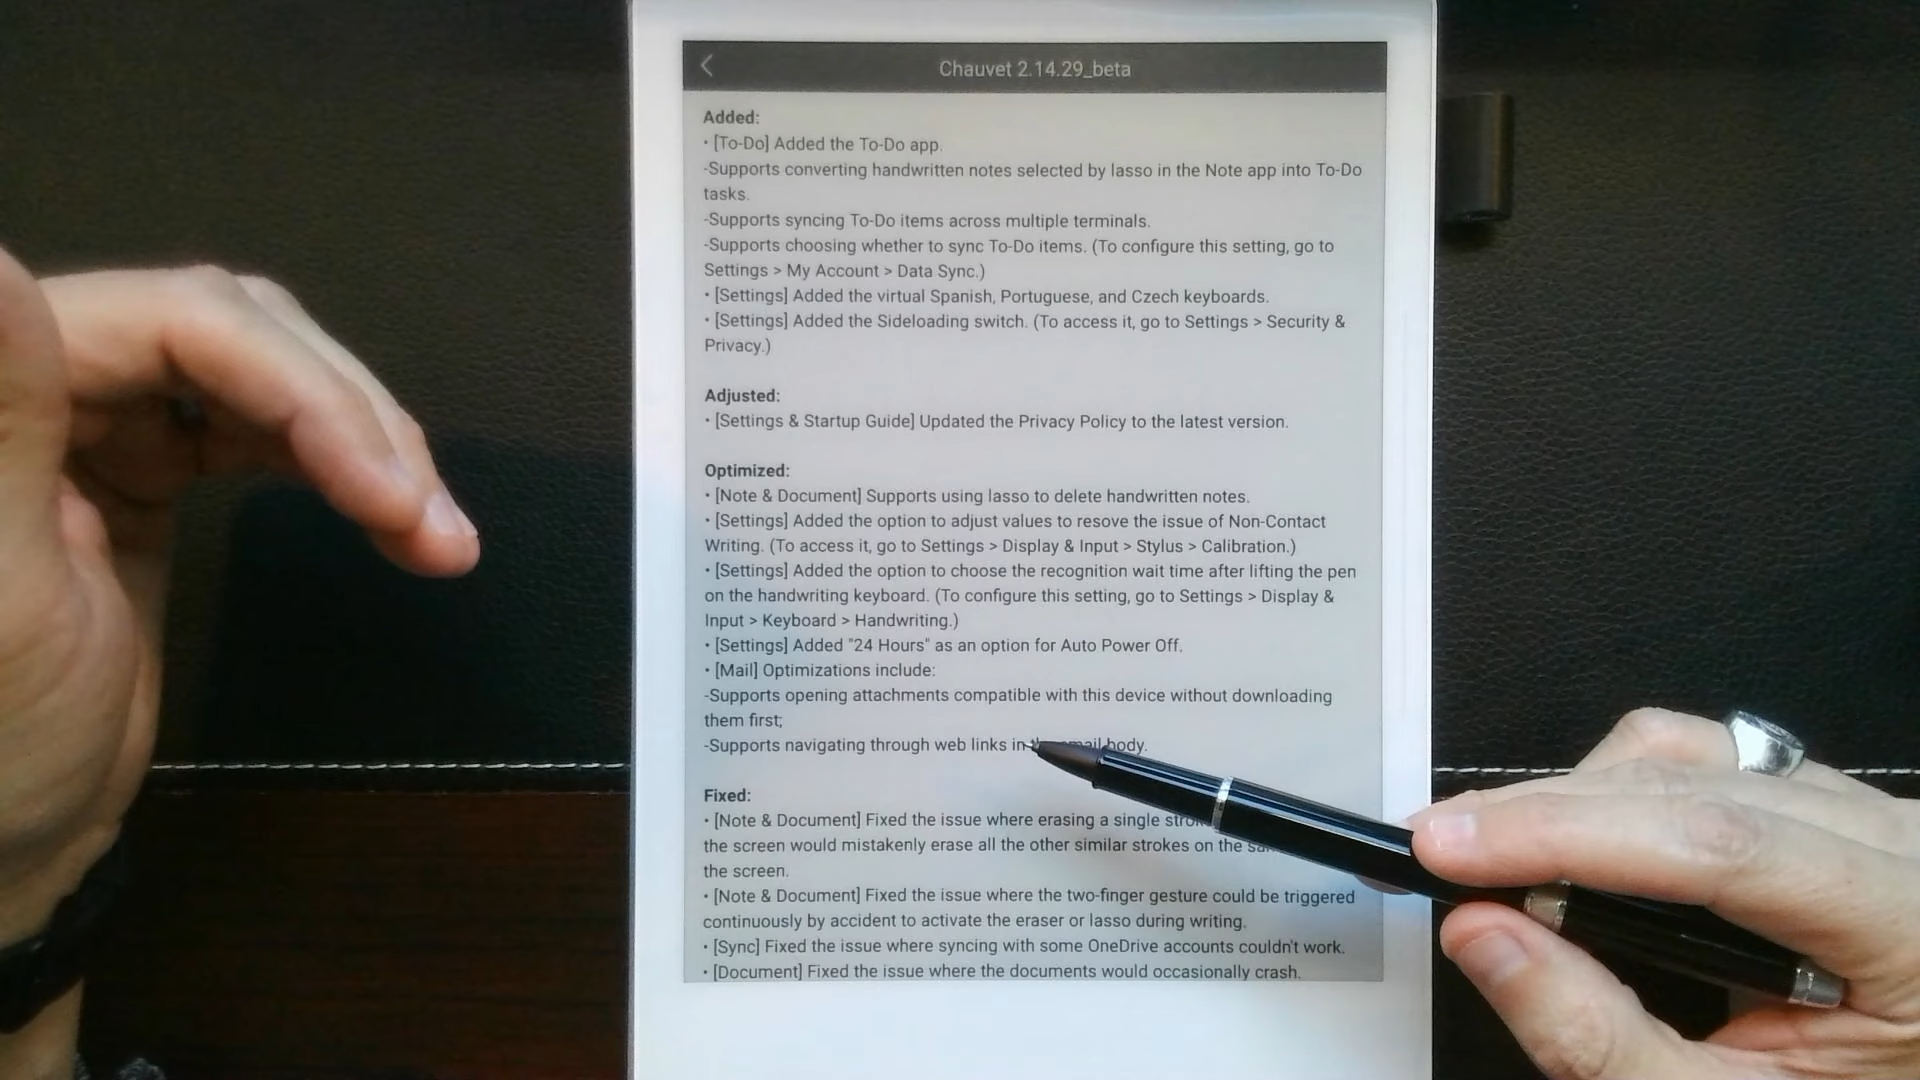 Chauvet 2.14.29_beta
Added:
• [To-Do] Added the To-Do app.
-Supports converting handwritten notes selected by lasso in the Note app into To-Do
tasks.
-Supports syncing To-Do items across multiple terminals.
-Supports choosing whether to sync To-Do items. (To configure this setting, go to
Settings > My Account > Data Sync.)
• [Settings] Added the virtual Spanish, Portuguese, and Czech keyboards.
• [Settings] Added the Sideloading switch. (To access it, go to Settings > Security &
Privacy.)
Adjusted:
• [Settings & Startup Guide] Updated the Privacy Policy to the latest version.
Optimized:
• [Note & Document] Supports using lasso to delete handwritten notes.
• [Settings] Added the option to adjust values to resove the issue of Non-Contact
Writing. (To access it, go to Settings > Display & Input > Stylus > Calibration.)
• [Settings] Added the option to choose the recognition wait time after lifting the pen
on the handwriting keyboard. (To configure this setting, go to Settings > Display &
Input > Keyboard > Handwriting.)
• [Settings] Added "24 Hours" as an option for Auto Power Off.
• [Mail] Optimizations include:
-Supports opening attachments compatible with this device without downloading
them first;
-Supports navigating through web links in body.
Fixed:
• [Note & Document] Fixed the issue where erasing a single
the screen would mistakenly erase all the other similar strokes on the
the screen.
• [Note & Document] Fixed the issue where the two-finger gesture could be triggered
continuously by accident to activate the eraser or lasso during writing.
• [Sync] Fixed the issue where syncing with some OneDrive accounts couldn't work.
• [Document] Fixed the issue where the documents would occasionally crash.